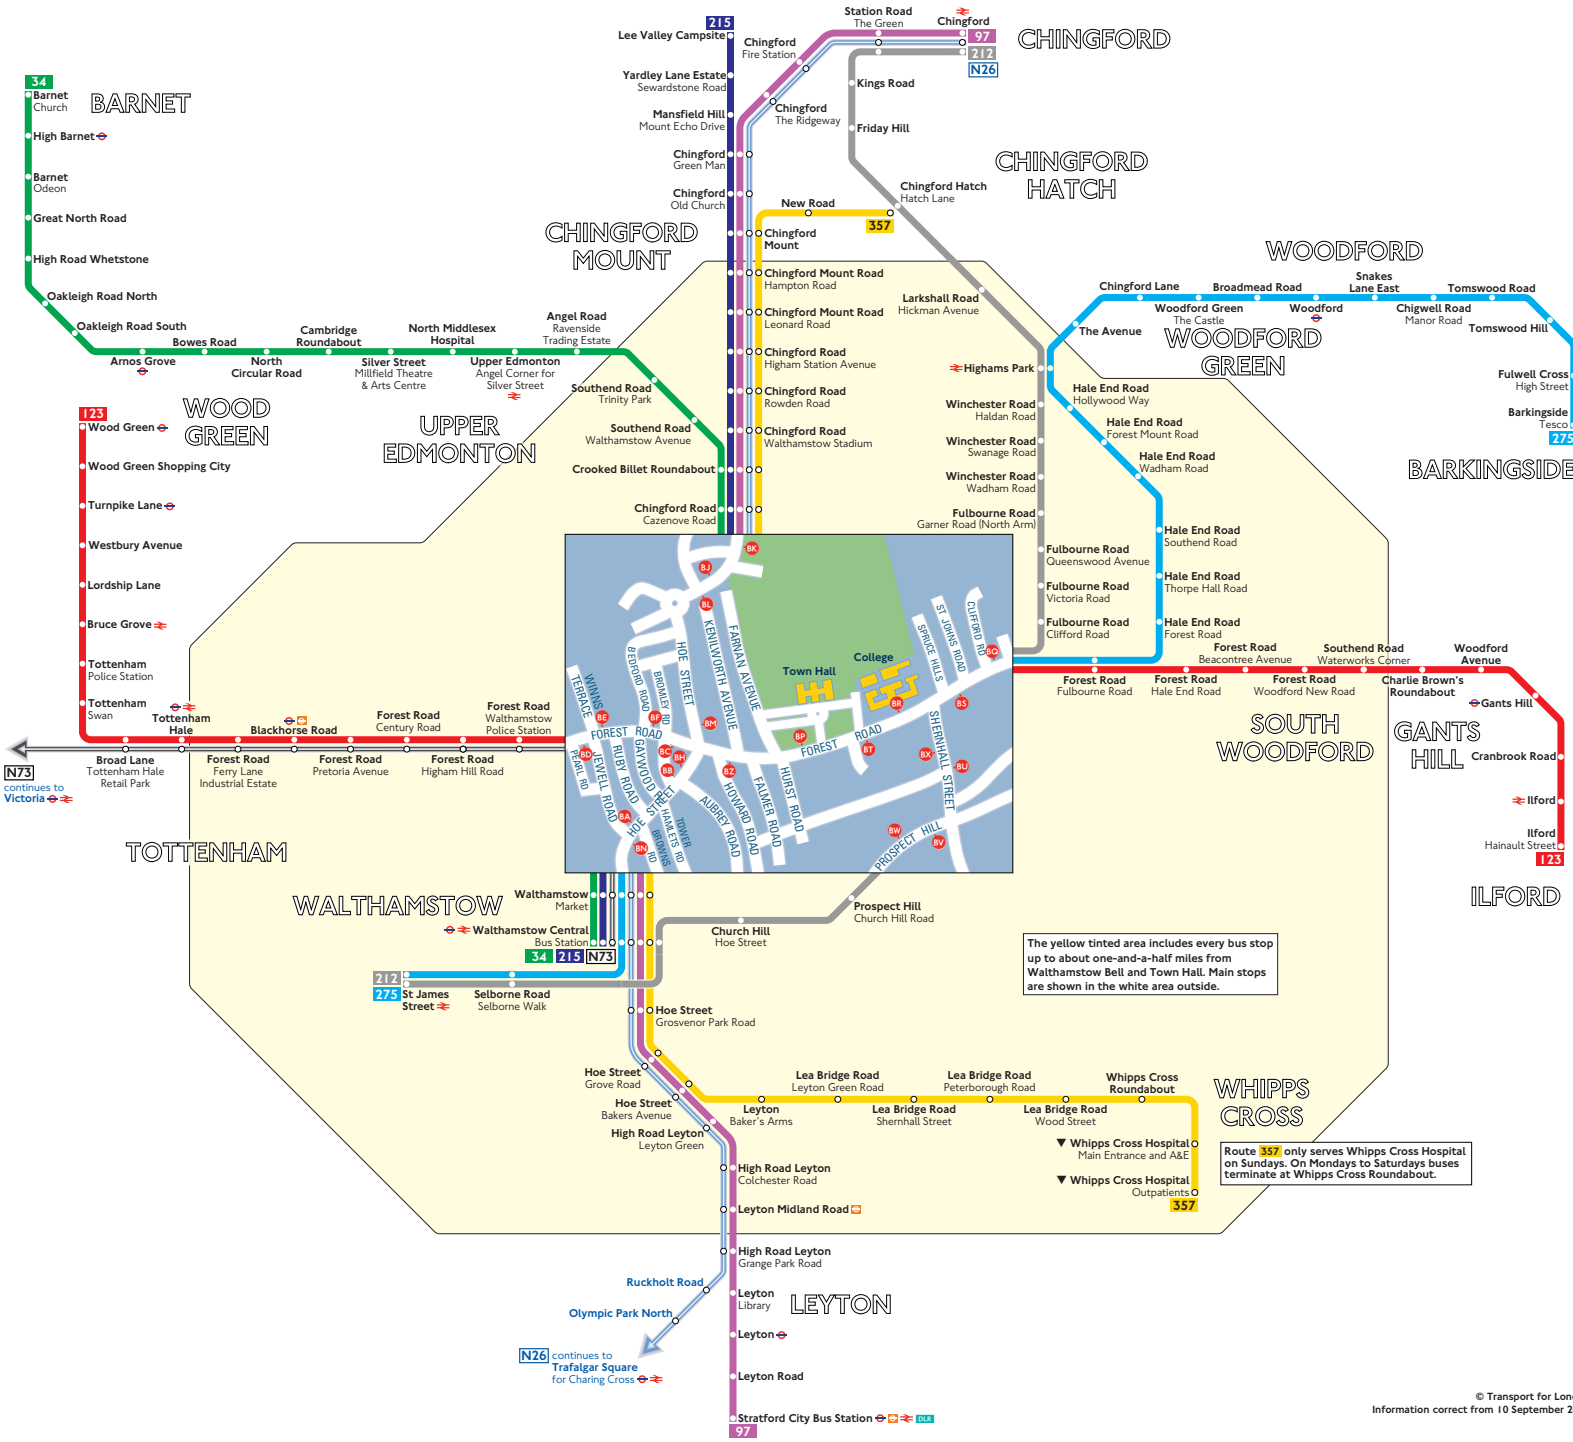 215
Lee Valley Campsite
Yardley Lane Estate
Sewardstone Road
Mansfield Hill
Mount Echo Drive
Chingford
Green Man
Chingford
Old Church
Chingford
Fire Station
Chingford
The Ridgeway
Station Road
The Green
Chingford
97
212
N26
CHINGFORD
Kings Road
Friday Hill
CHINGFORD
HATCH
Chingford Hatch
Hatch Lane
New Road
357
CHINGFORD
MOUNT
34
Barnet
Church
BARNET
High Barnet
Barnet
Odeon
Great North Road
High Road Whetstone
Oakleigh Road North
Oakleigh Road South
Arnos Grove
Bowes Road
North
Circular Road
Cambridge
Roundabout
Silver Street
Millfield Theatre
& Arts Centre
North Middlesex
Hospital
Upper Edmonton
Angel Corner for
Silver Street
Angel Road
Ravenside
Trading Estate
Southend Road
Trinity Park
Southend Road
Walthamstow Avenue
Crooked Billet Roundabout
Chingford Road
Cazenove Road
Chingford
Mount
Chingford Mount Road
Hampton Road
Chingford Mount Road
Leonard Road
Chingford Road
Higham Station Avenue
Chingford Road
Rowden Road
Chingford Road
Walthamstow Stadium
Larkshall Road
Hickman Avenue
Highams Park
Winchester Road
Haldan Road
Winchester Road
Swanage Road
Winchester Road
Wadham Road
Fulbourne Road
Garner Road (North Arm)
Fulbourne Road
Queenswood Avenue
Fulbourne Road
Victoria Road
Fulbourne Road
Clifford Road
WOODFORD
Chingford Lane
The Avenue
Woodford Green
The Castle
WOODFORD
GREEN
Broadmead Road
Woodford
Snakes
Lane East
Chigwell Road
Manor Road
Tomswood Road
Tomswood Hill
Fulwell Cross
High Street
Barkingside
Tesco
275
BARKINGSIDE
Hale End Road
Hollywood Way
Hale End Road
Forest Mount Road
Hale End Road
Wadham Road
Hale End Road
Southend Road
Hale End Road
Thorpe Hall Road
Hale End Road
Forest Road
WOOD
GREEN
UPPER
EDMONTON
123
Wood Green
Wood Green Shopping City
Turnpike Lane
Westbury Avenue
Lordship Lane
Bruce Grove
Tottenham
Police Station
Tottenham
Swan
Broad Lane
Tottenham Hale
Retail Park
Tottenham
Hale
Forest Road
Ferry Lane
Industrial Estate
Blackhorse Road
Forest Road
Pretoria Avenue
Forest Road
Century Road
Forest Road
Higham Hill Road
Forest Road
Walthamstow
Police Station
N73
continues to
Victoria
TOTTENHAM
BK
BJ
BL
BQ
BE
BF
BM
BD
BC
BH
BB
BZ
BP
BR
BS
BT
BX
BU
BA
BN
BW
BV
Town Hall
College
KENILWORTH AVENUE
FARNAN AVENUE
HOE STREET
BEDFORD ROAD
BROMLEY RD
WINNS
TERRACE
FOREST ROAD
PEARL RD
JEWELL ROAD
RUBY ROAD
GAYWOOD RD
HOE STREET
BROWNS RD
TOWER
HAMLETS RD
AUBREY ROAD
HOWARD ROAD
FALMER ROAD
HURST ROAD
FOREST ROAD
SPRUCE HILLS
ST JOHNS ROAD
CLIFFORD RD
SHERNHALL STREET
PROSPECT HILL
Forest Road
Fulbourne Road
Forest Road
Hale End Road
Forest Road
Beacontree Avenue
Forest Road
Woodford New Road
Southend Road
Waterworks Corner
Charlie Brown's
Roundabout
Woodford
Avenue
Gants Hill
Cranbrook Road
Ilford
Ilford
Hainault Street
123
SOUTH
WOODFORD
GANTS
HILL
ILFORD
WALTHAMSTOW
Walthamstow
Market
Walthamstow Central
Bus Station
34
215
N73
212
275
St James
Street
Selborne Road
Selborne Walk
Church Hill
Hoe Street
Prospect Hill
Church Hill Road
The yellow tinted area includes every bus stop
up to about one-and-a-half miles from
Walthamstow Bell and Town Hall. Main stops
are shown in the white area outside.
Hoe Street
Grosvenor Park Road
Hoe Street
Grove Road
Hoe Street
Bakers Avenue
High Road Leyton
Leyton Green
Leyton
Baker's Arms
Lea Bridge Road
Leyton Green Road
Lea Bridge Road
Shernhall Street
Lea Bridge Road
Peterborough Road
Lea Bridge Road
Wood Street
Whipps Cross
Roundabout
Whipps Cross Hospital
Main Entrance and A&E
Whipps Cross Hospital
Outpatients
357
WHIPPS
CROSS
Route 357 only serves Whipps Cross Hospital
on Sundays. On Mondays to Saturdays buses
terminate at Whipps Cross Roundabout.
High Road Leyton
Colchester Road
Leyton Midland Road
High Road Leyton
Grange Park Road
Ruckholt Road
Olympic Park North
Leyton
Library
LEYTON
Leyton
N26
continues to
Trafalgar Square
for Charing Cross
Leyton Road
Stratford City Bus Station
DLR
97
© Transport for Lon
Information correct from 10 September 2